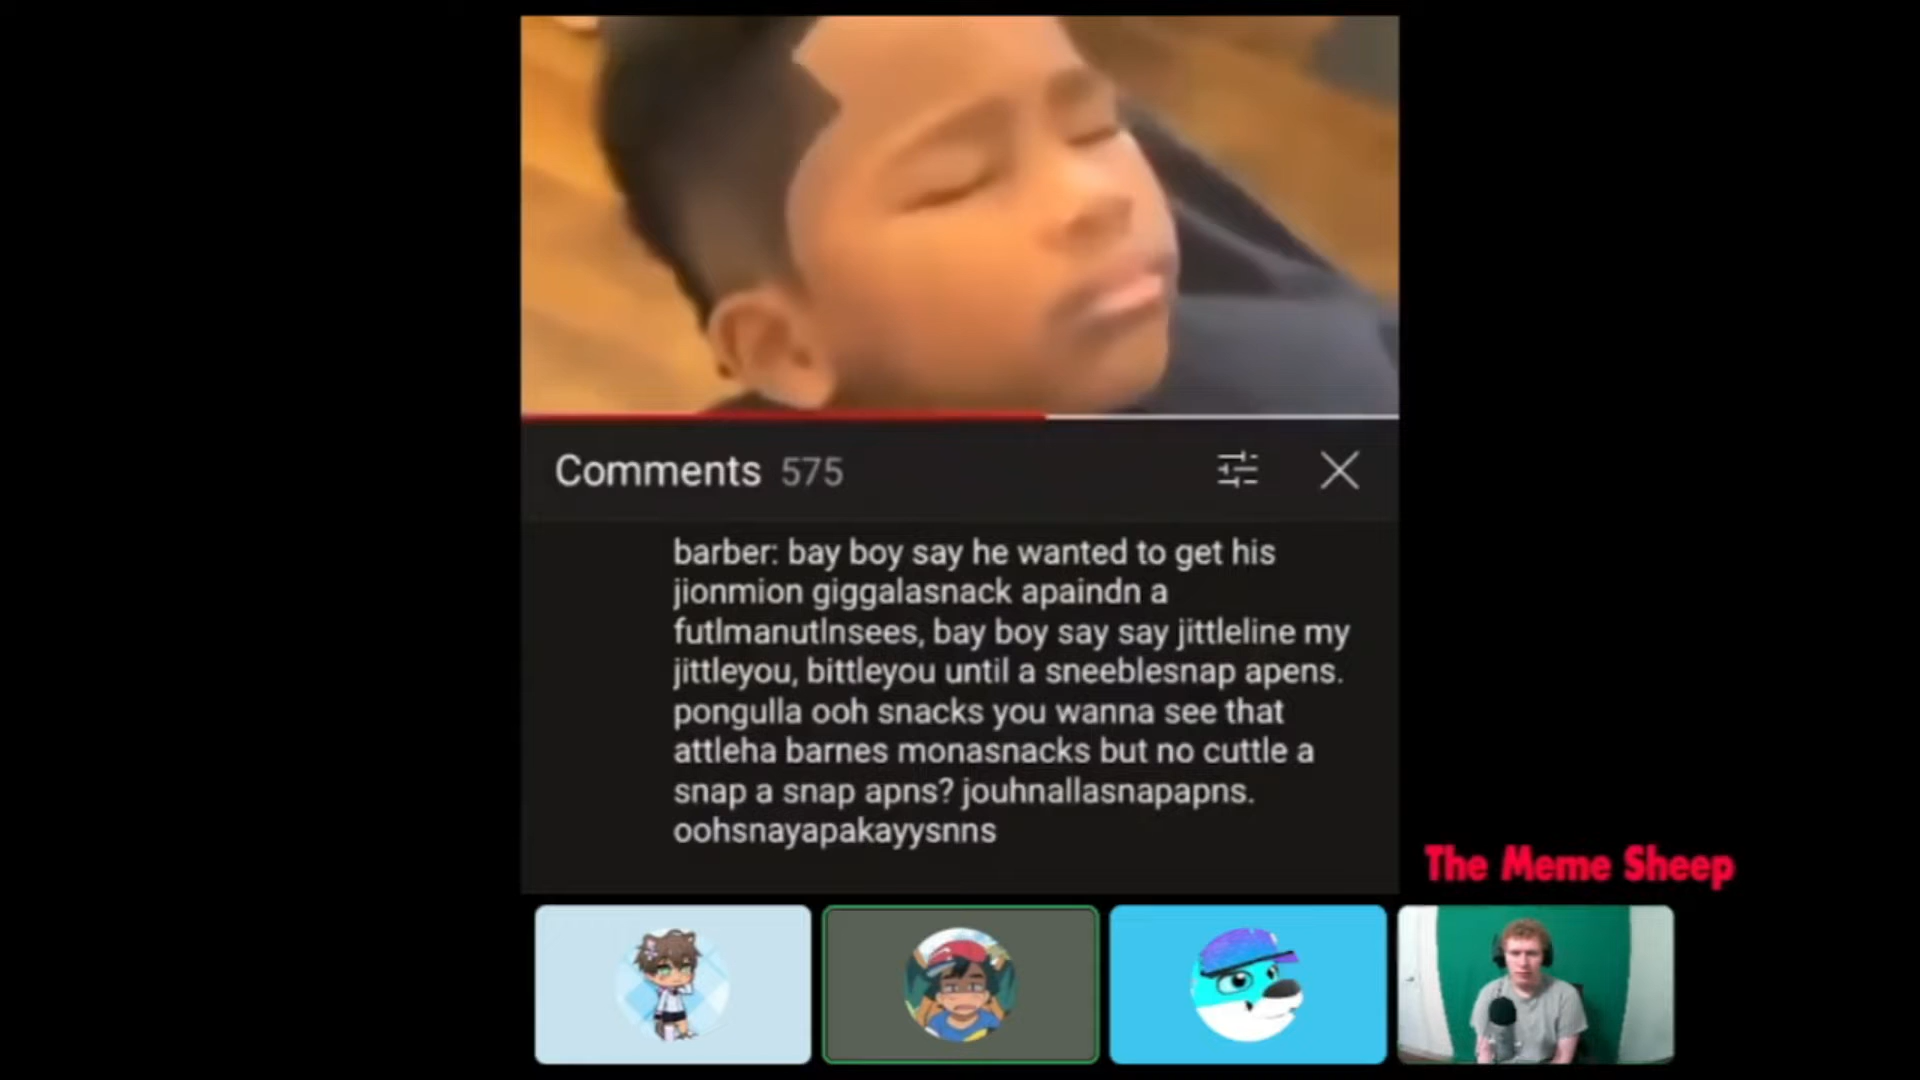 Comments 575
barber: bay boy say he wanted to get his
jionmion giggalasnack apaindn a
futlmanutlnsees, bay boy say say jittleline my
jittleyou, bittleyou until a sneeblesnap apens.
pongulla ooh snacks you wanna see that
attleha barnes monasnacks but no cuttle a
snap a snap apns? jouhnallasnapapns.
oohsnayapakayysnns
The Meme Sheep